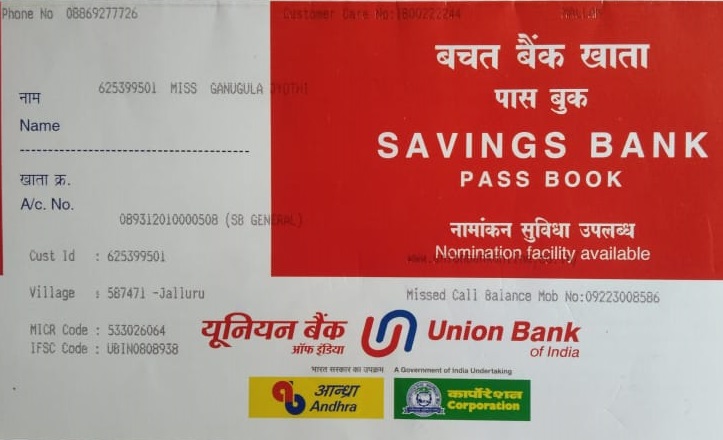 Phone No 08869277726 Customer Care No:1800222244
बचत बैंक खाता
625399501 MISS GANUGULA JYOTHI
नाम
Name
पास बुक
SAVINGS BANK
PASS BOOK
खाता क्र.
A/c. No.
089312010000508 (SB GENERAL)
नामांकन सुविधा उपलब्ध
Nomination facility available
Cust Id : 625399501
Village : 587471 -Jalluru
Missed Call Balance Mob No:09223008586
MICR Code : 533026064
IFSC Code : UBIN0808938
यूनियन बैंक
ऑफ इंडिया
Union Bank
of India
भारत सरकार का उपक्रम A Government of India Undertaking
आन्ध्रा
Andhra
कार्पोरेशन
Corporation